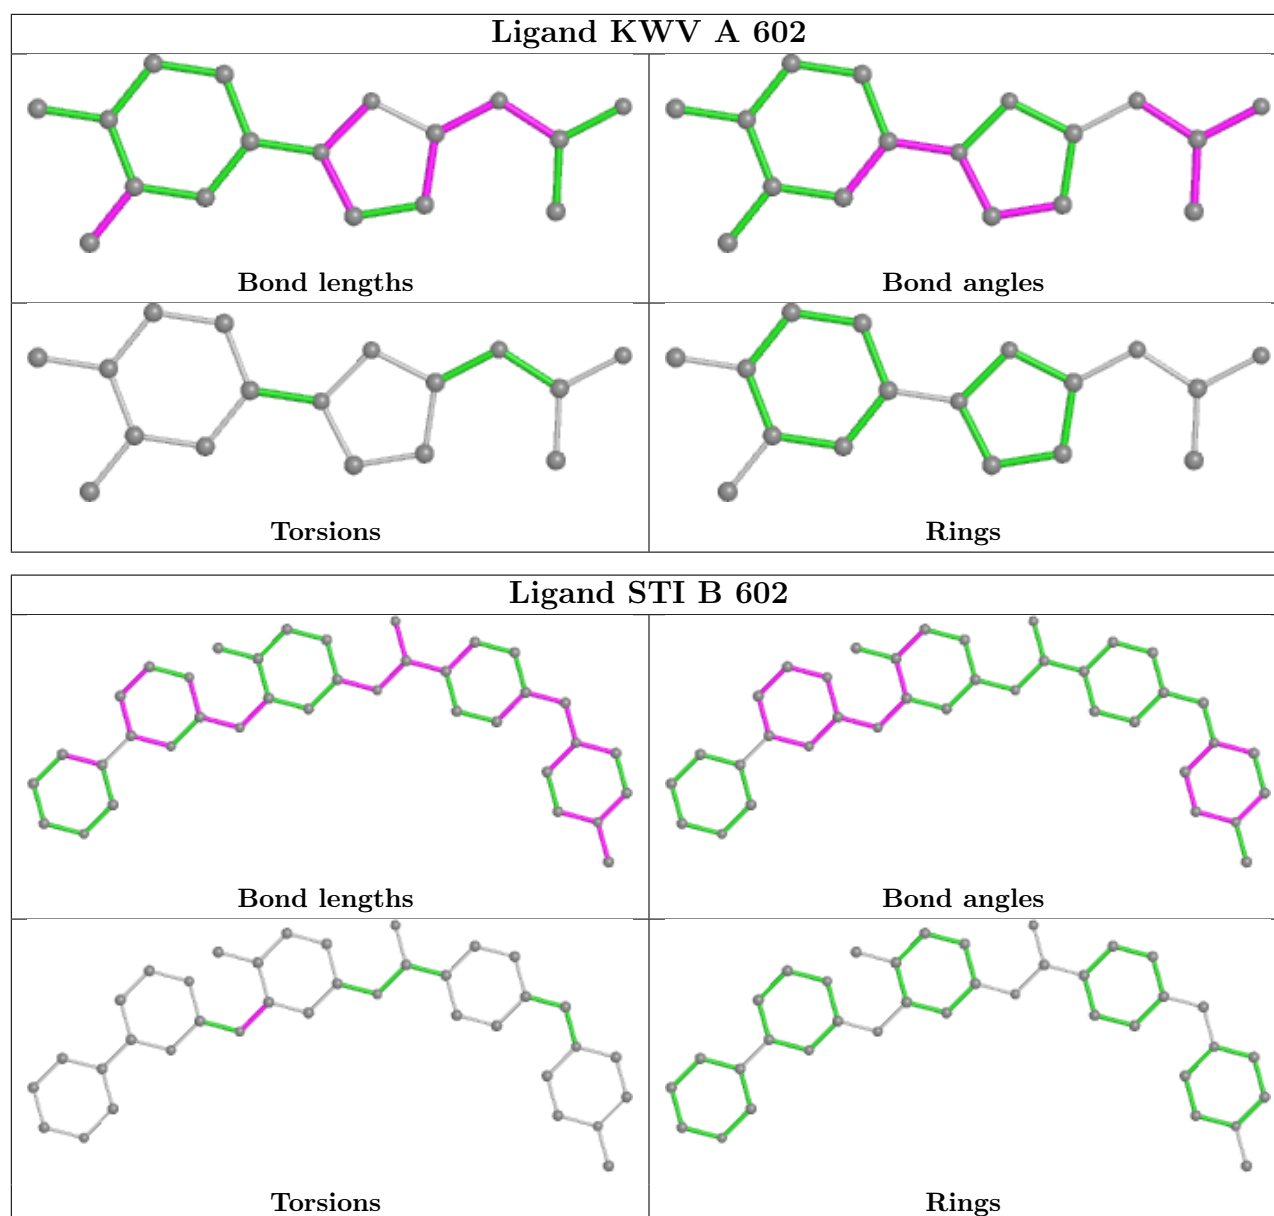 Ligand KWV A 602
Bond lengths
Bond angles
Torsions
Rings
Ligand STI B 602
Bond lengths
Bond angles
Torsions
Rings